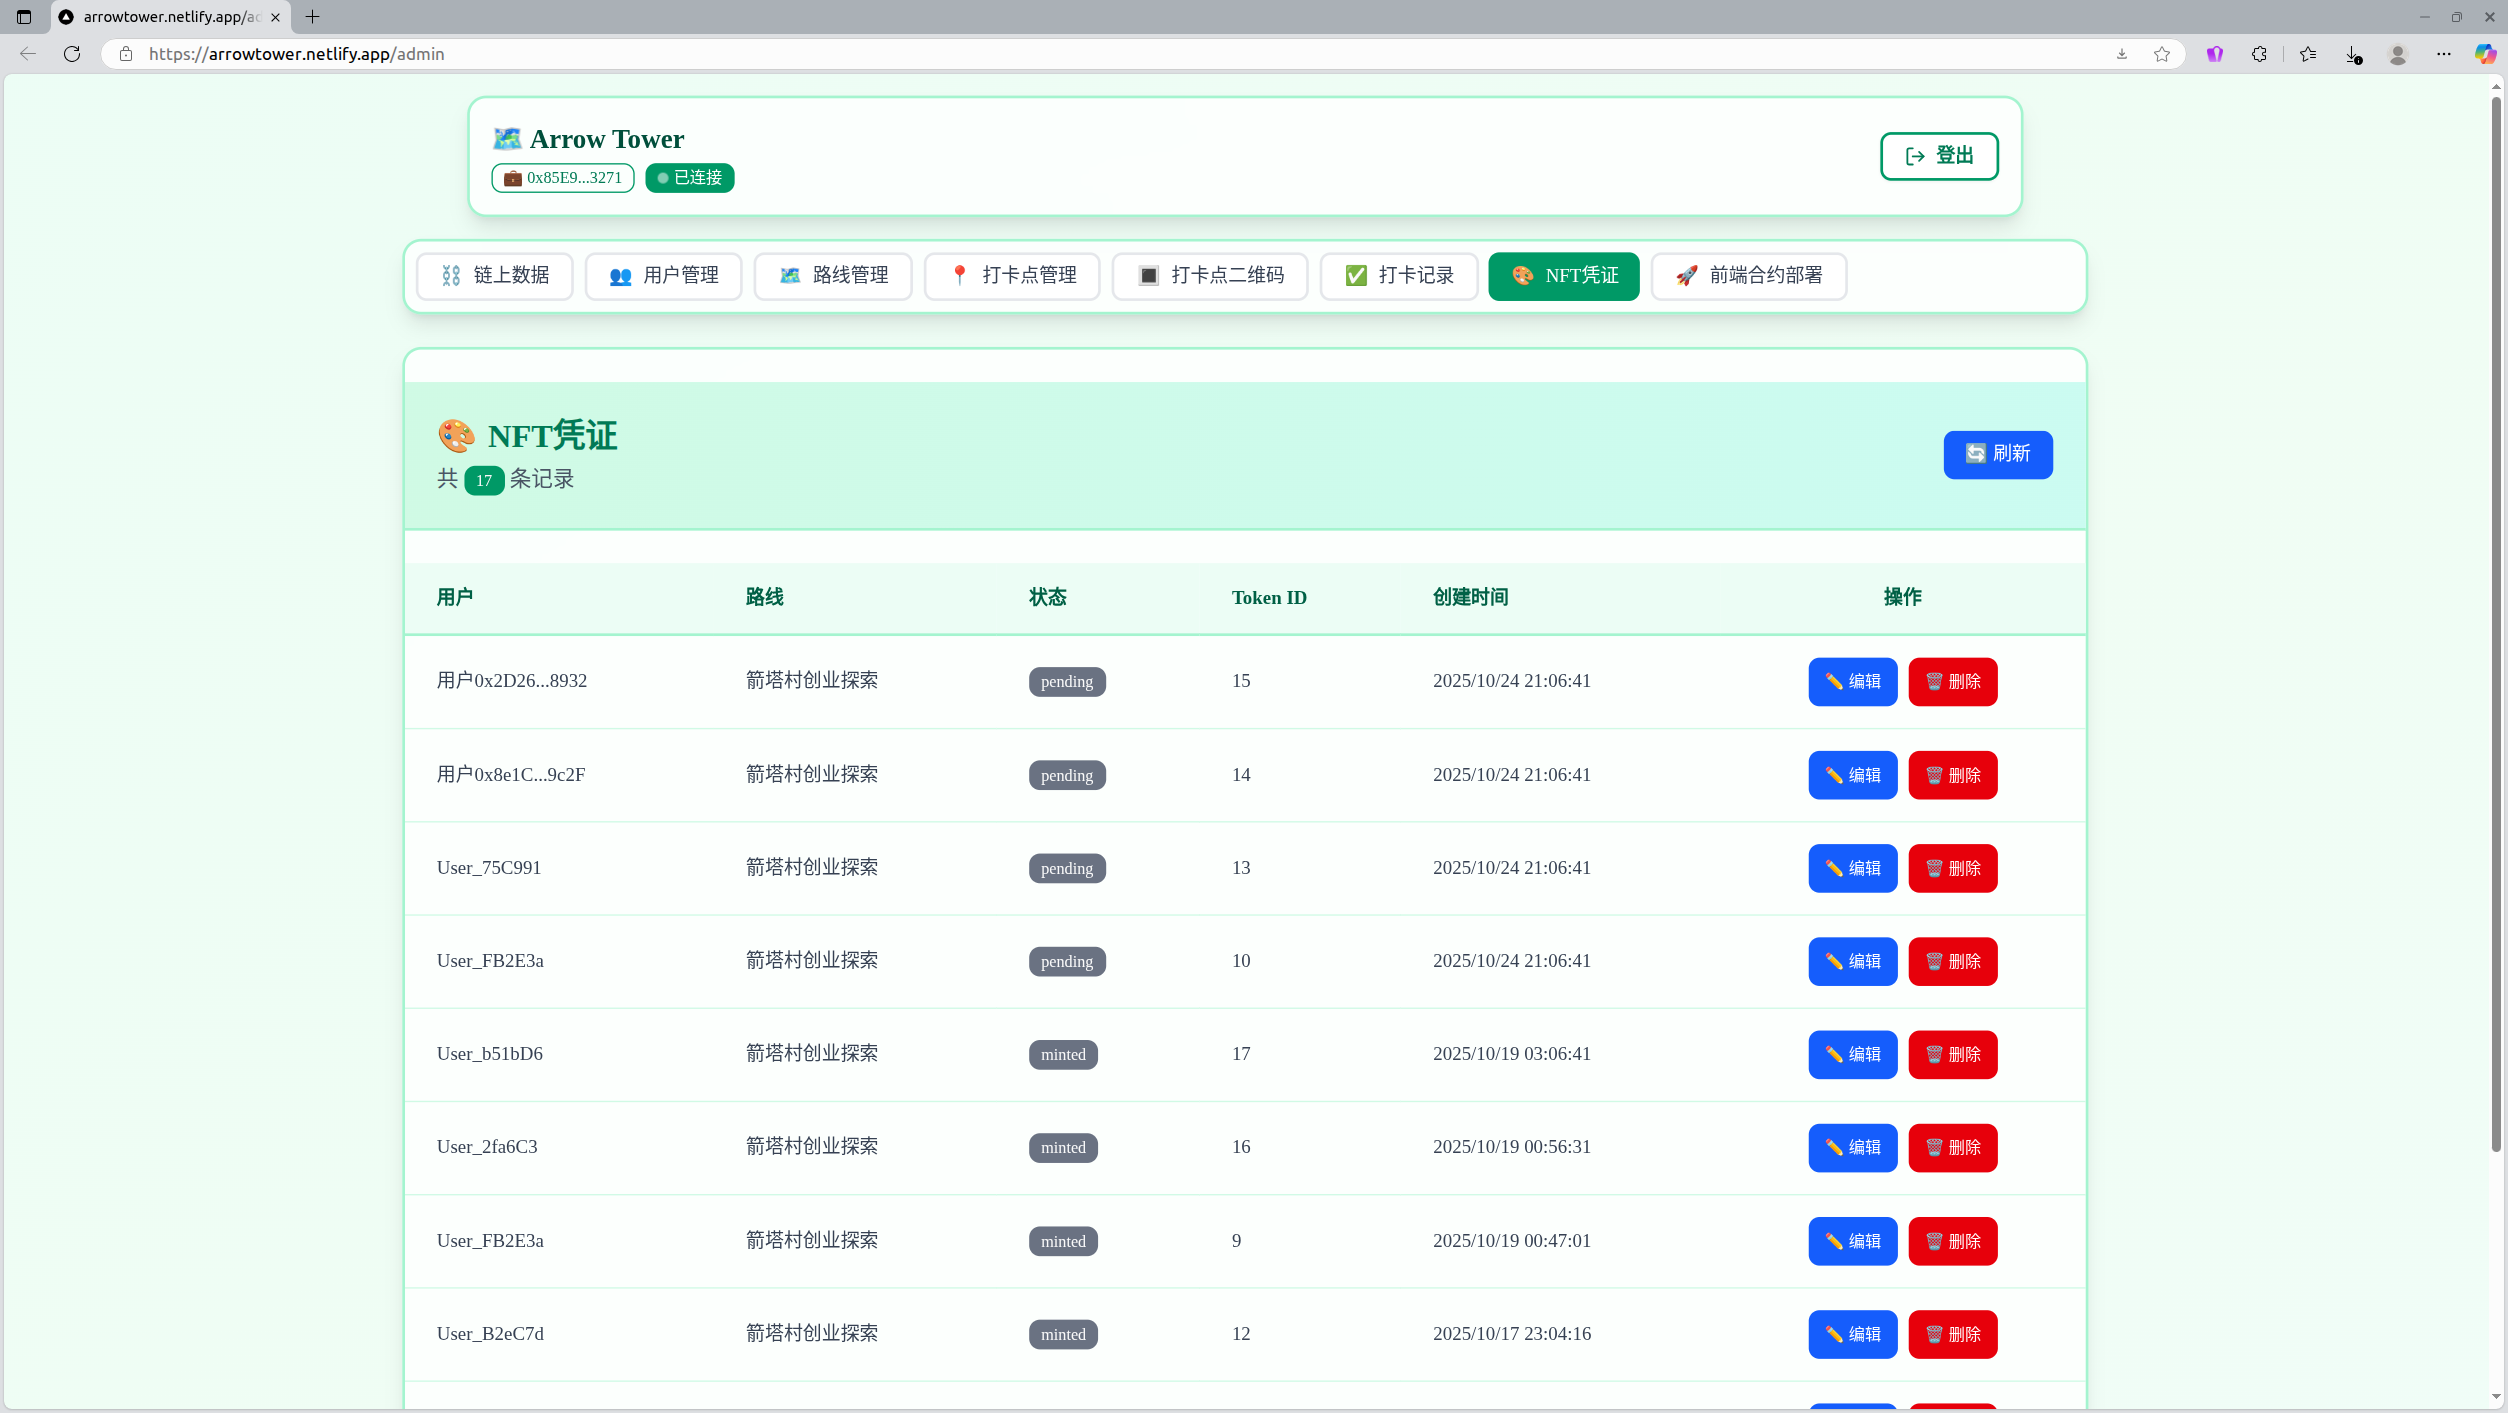 arrowtower.netlify.app/ad
https://arrowtower.netlify.app/admin
🗺️ Arrow Tower
💼 0x85E9...3271 已连接
登出
⛓️ 链上数据 👥 用户管理 🗺️ 路线管理 📍 打卡点管理 🔳 打卡点二维码 ✅ 打卡记录 🎨 NFT凭证 🚀 前端合约部署
🎨 NFT凭证
共 17 条记录
🔄 刷新
用户 路线 状态 Token ID 创建时间 操作
用户0x2D26...8932 箭塔村创业探索 pending 15 2025/10/24 21:06:41 ✏️ 编辑 🗑️ 删除
用户0x8e1C...9c2F 箭塔村创业探索 pending 14 2025/10/24 21:06:41 ✏️ 编辑 🗑️ 删除
User_75C991 箭塔村创业探索 pending 13 2025/10/24 21:06:41 ✏️ 编辑 🗑️ 删除
User_FB2E3a 箭塔村创业探索 pending 10 2025/10/24 21:06:41 ✏️ 编辑 🗑️ 删除
User_b51bD6 箭塔村创业探索 minted 17 2025/10/19 03:06:41 ✏️ 编辑 🗑️ 删除
User_2fa6C3 箭塔村创业探索 minted 16 2025/10/19 00:56:31 ✏️ 编辑 🗑️ 删除
User_FB2E3a 箭塔村创业探索 minted 9 2025/10/19 00:47:01 ✏️ 编辑 🗑️ 删除
User_B2eC7d 箭塔村创业探索 minted 12 2025/10/17 23:04:16 ✏️ 编辑 🗑️ 删除